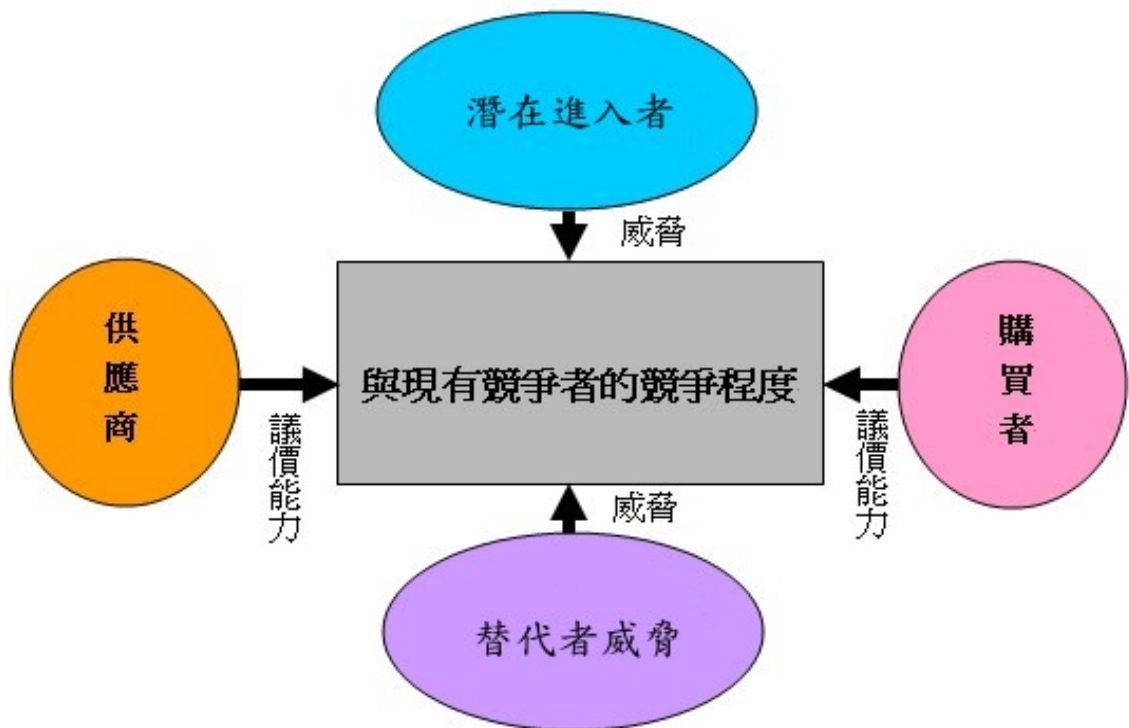 潛在進入者
威脅
供應商
議價能力
與現有競爭者的競爭程度
購買者
議價能力
威脅
替代者威脅